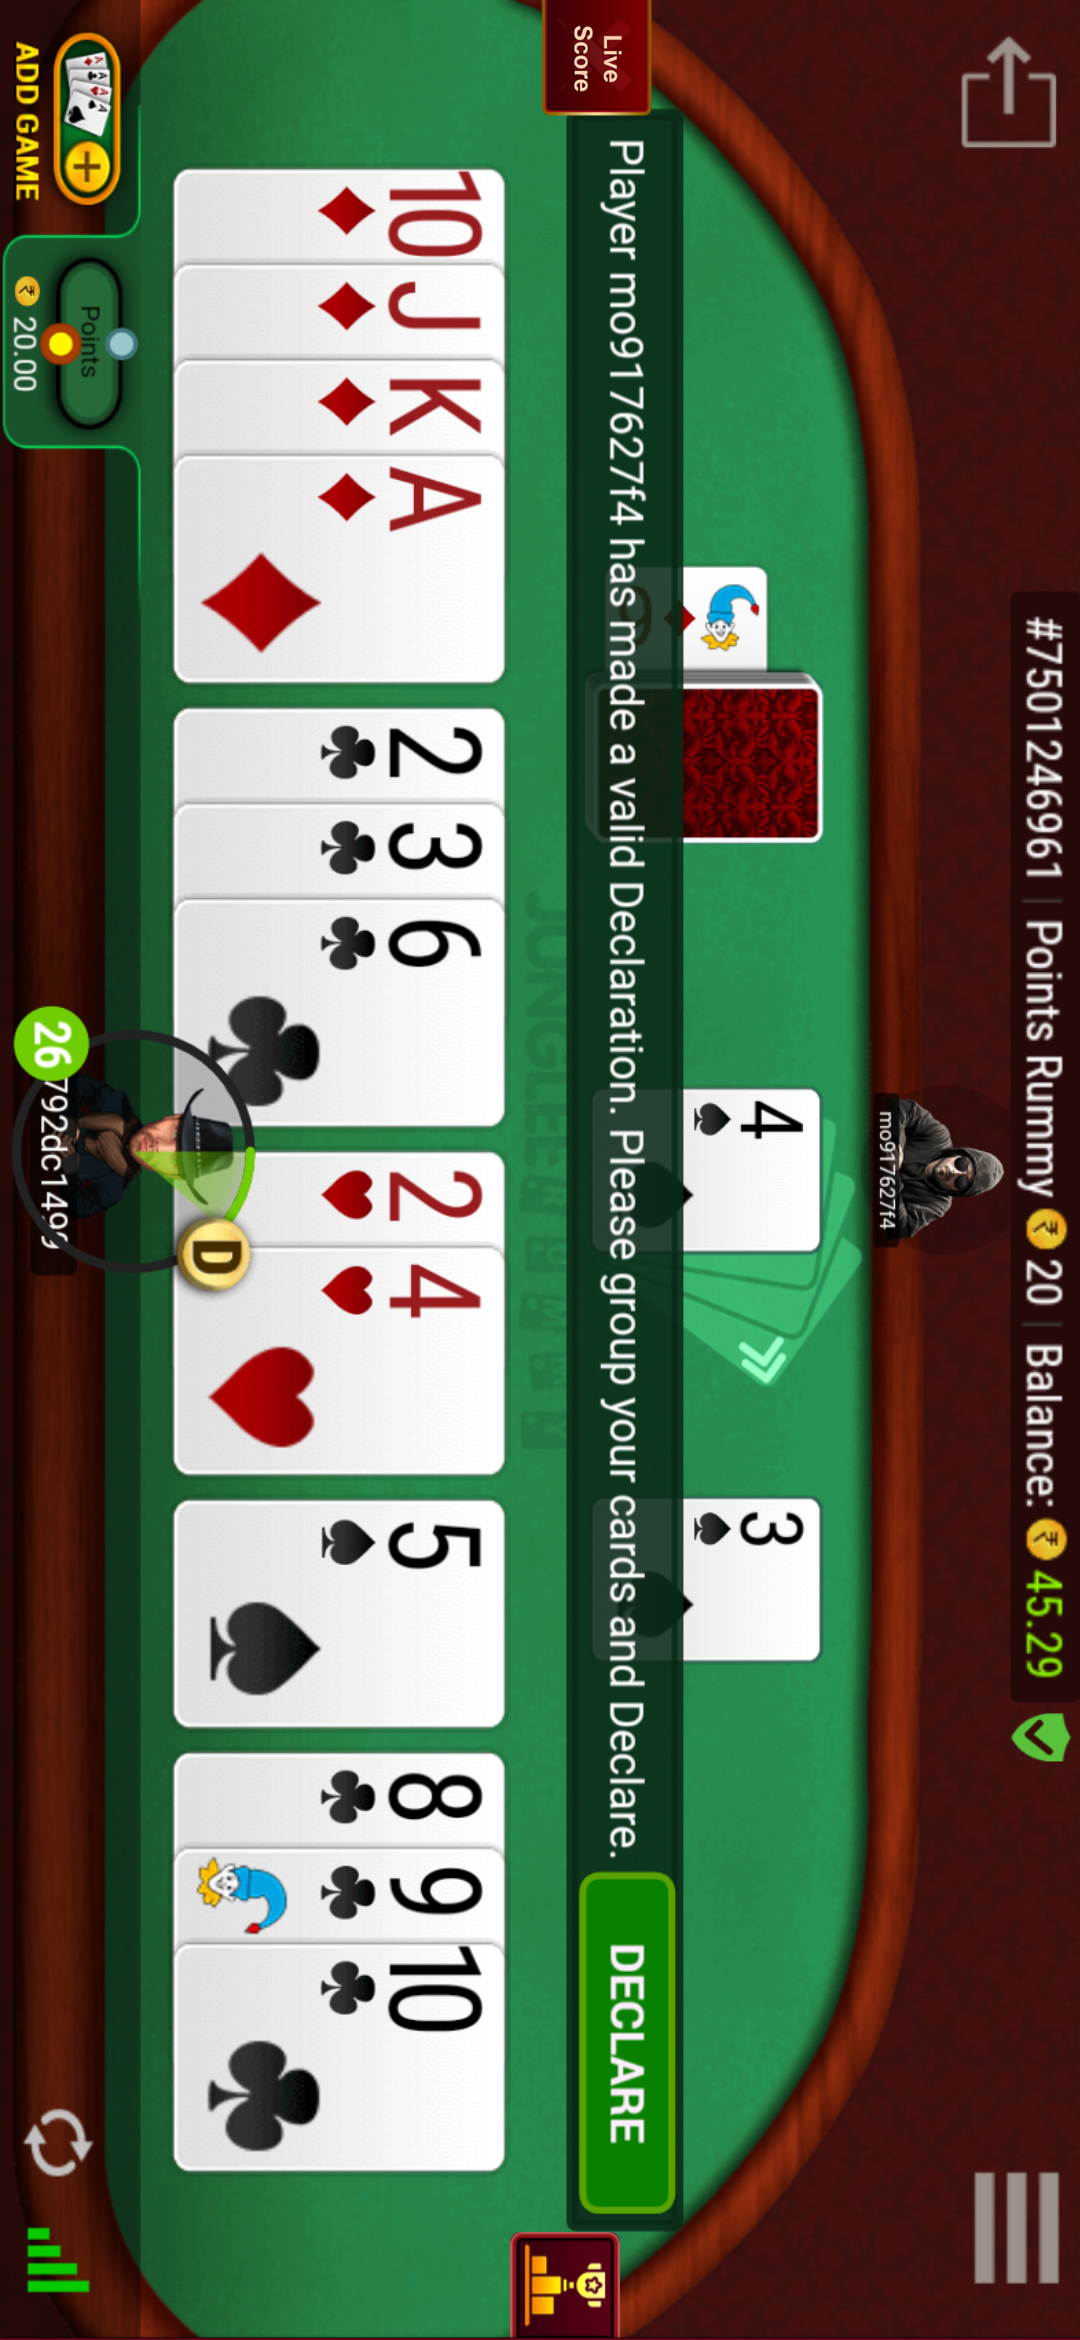 #7501246961 | Points Rummy ₹ 20 | Balance: ₹ 45.29
mo917627f4
4
3
Live
Score
Player mo917627f4 has made a valid Declaration. Please group your cards and Declare.
DECLARE
10 J K A
2 3 6
2 4
5
8 9 10
D
26
792dc149
ADD GAME
Points
₹ 20.00